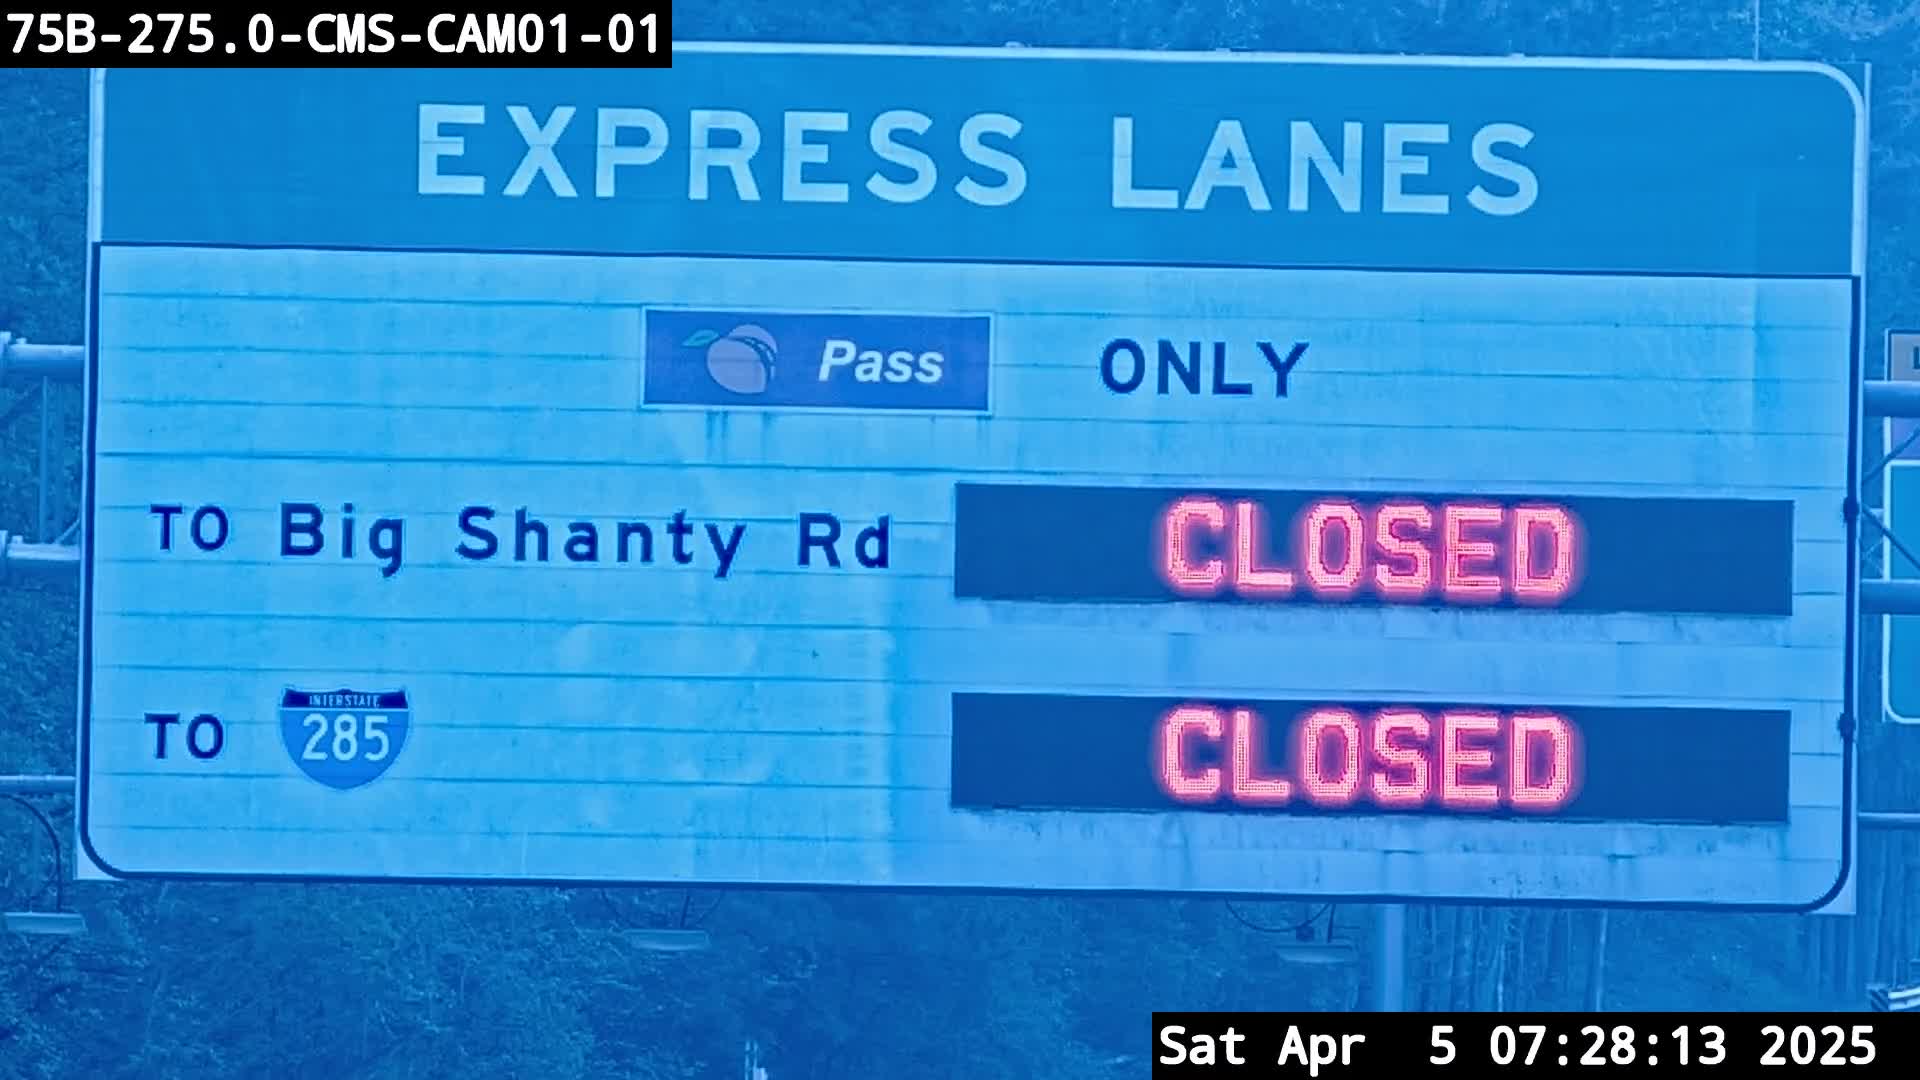 75B-275.0-CMS-CAM01-01
EXPRESS LANES
Pass ONLY
TO Big Shanty Rd CLOSED
TO INTERSTATE 285 CLOSED
Sat Apr 5 07:28:13 2025